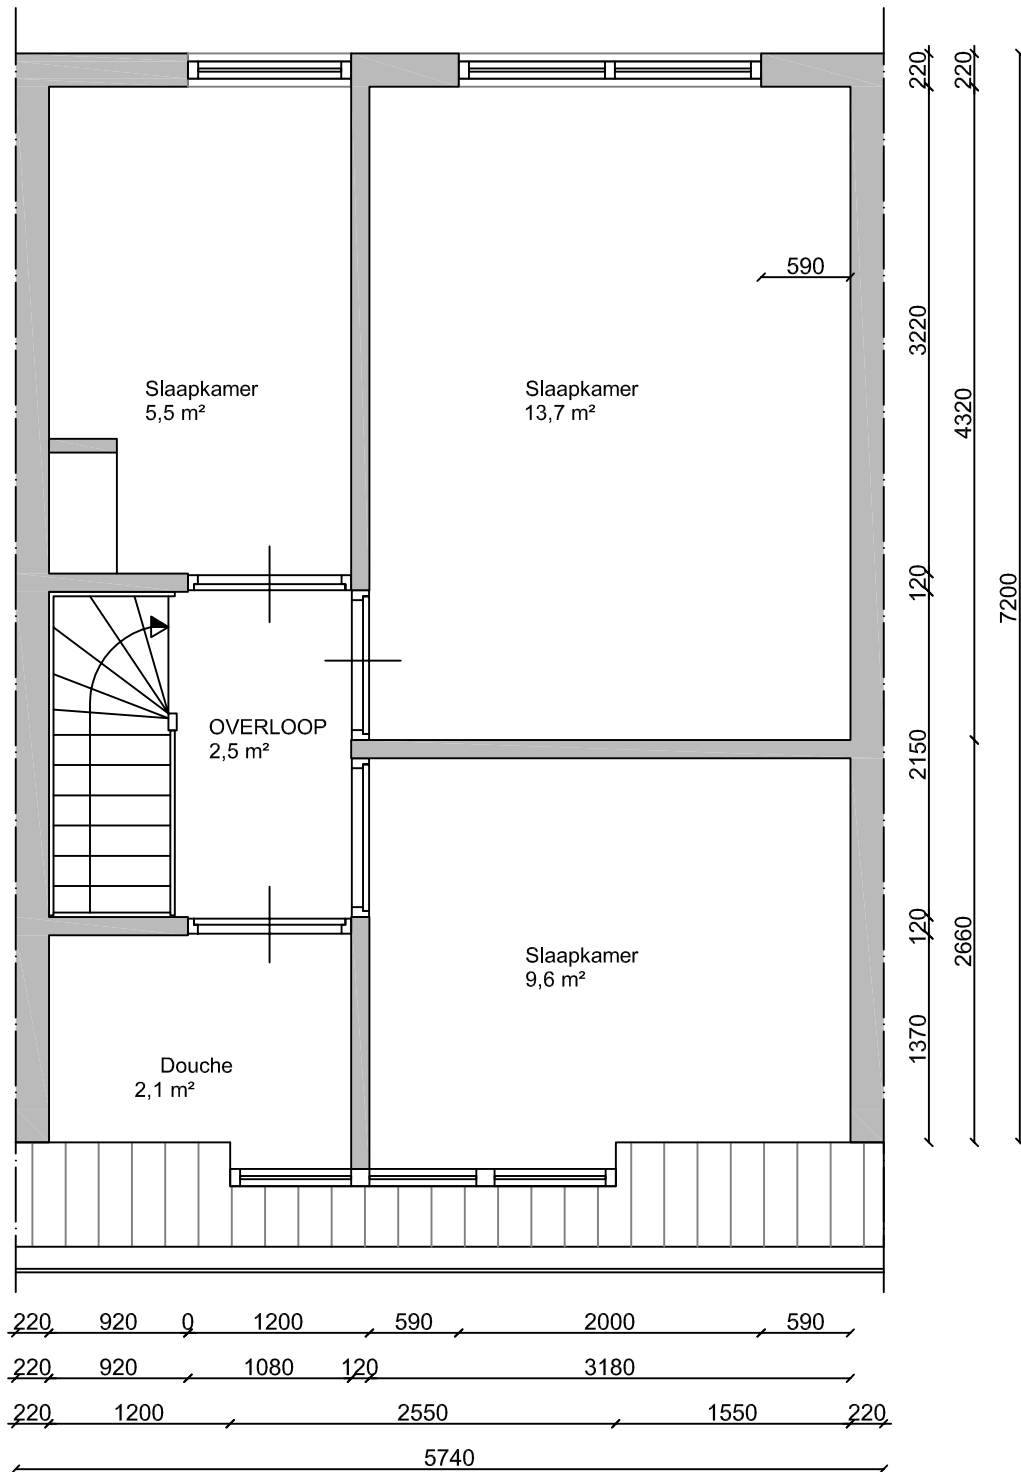 220
220
590
3220
Slaapkamer
5,5 m²
Slaapkamer
13,7 m²
4320
120
7200
OVERLOOP
2,5 m²
2150
120
2660
Slaapkamer
9,6 m²
1370
Douche
2,1 m²
220 920 0 1200 590 2000 590
220 920 1080 120 3180
220 1200 2550 1550 220
5740